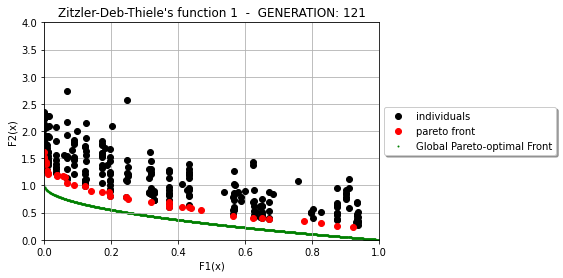 Zitzler-Deb-Thiele's function 1 - GENERATION: 121
4.0
3.5
3.0
2.5
2.0
1.5
1.0
0.5
0.0
F2(x)
0.0 0.2 0.4 0.6 0.8 1.0
F1(x)
individuals
pareto front
Global Pareto-optimal Front